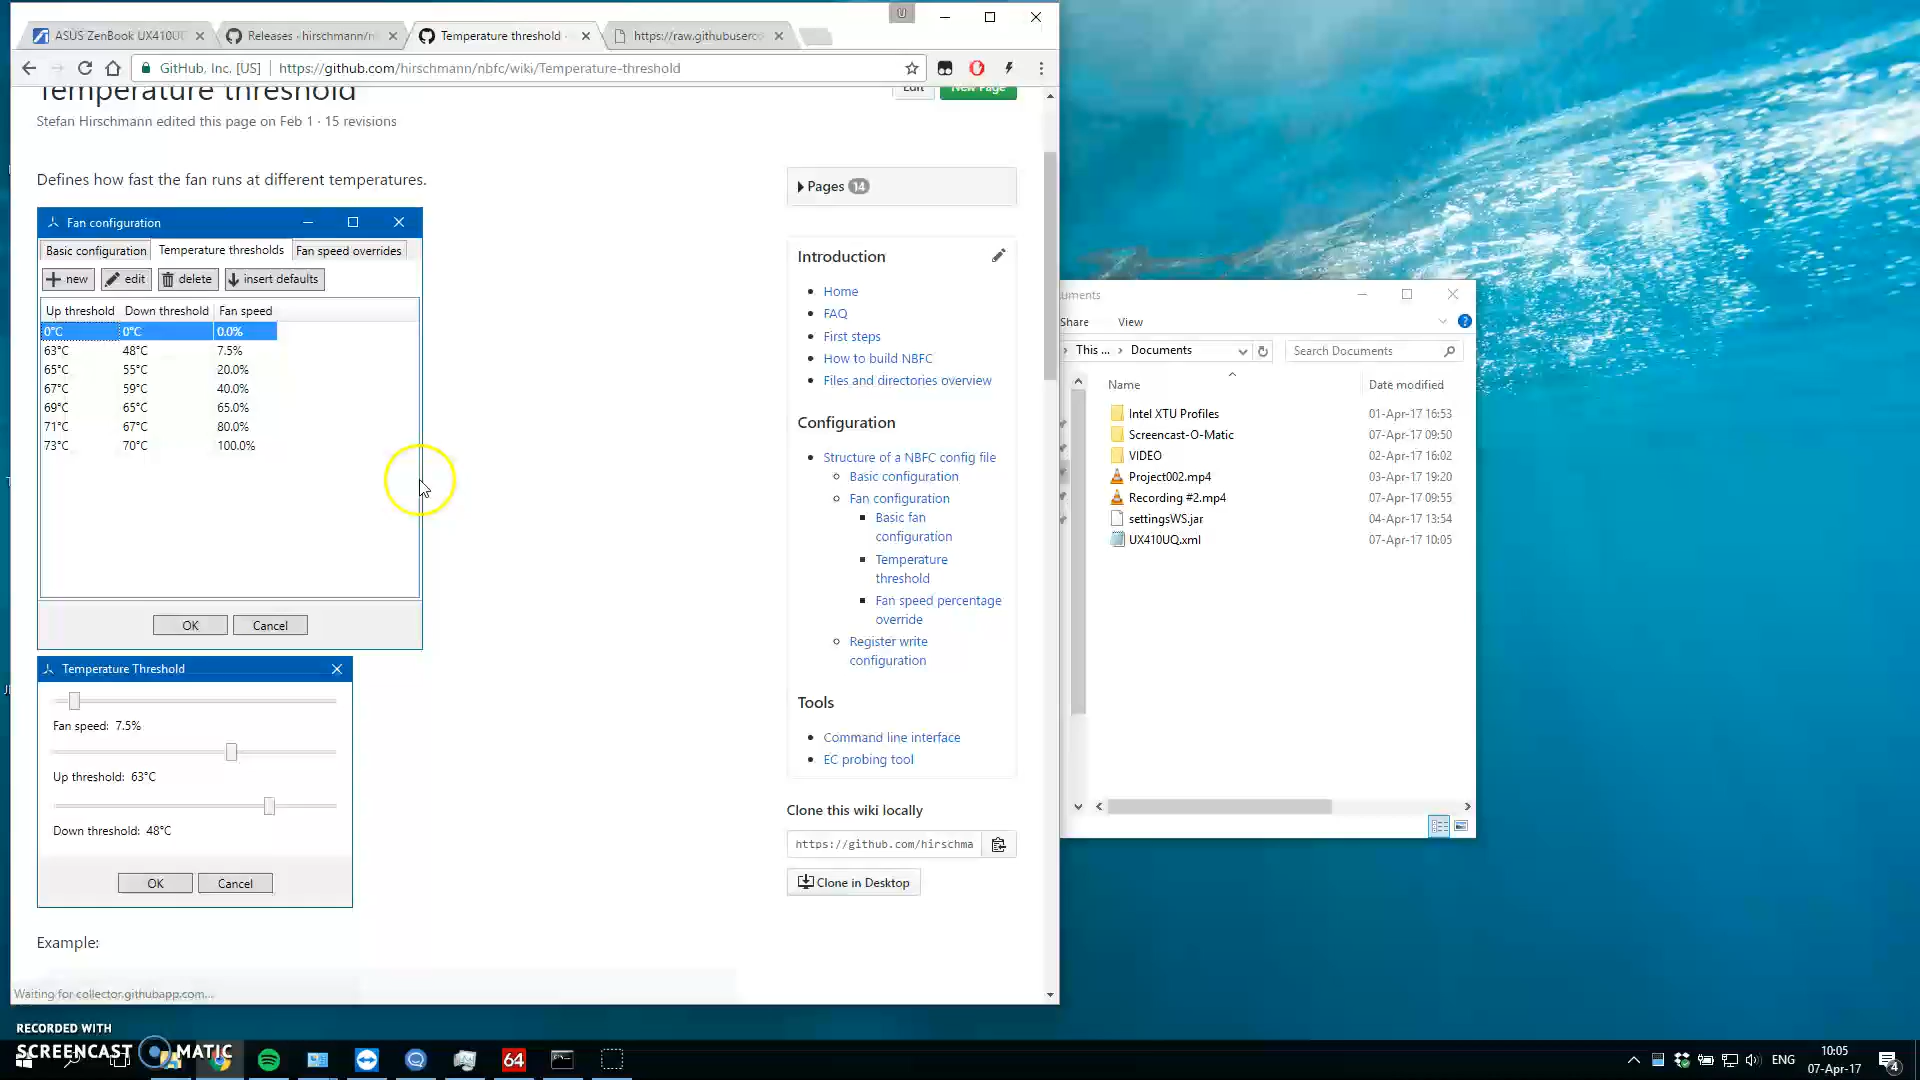 U
ASUS ZenBook UX410U
Releases · hirschmann/n
Temperature threshold ·
https://raw.githubuserco
GitHub, Inc. [US]
https://github.com/hirschmann/nbfc/wiki/Temperature-threshold
Temperature threshold
Edit
New Page
Stefan Hirschmann edited this page on Feb 1 · 15 revisions
Defines how fast the fan runs at different temperatures.
Fan configuration
Basic configuration
Temperature thresholds
Fan speed overrides
new
edit
delete
insert defaults
Up threshold
Down threshold
Fan speed
0°C 0°C 0.0%
63°C 48°C 7.5%
65°C 55°C 20.0%
67°C 59°C 40.0%
69°C 65°C 65.0%
71°C 67°C 80.0%
73°C 70°C 100.0%
OK
Cancel
Temperature Threshold
Fan speed: 7.5%
Up threshold: 63°C
Down threshold: 48°C
OK
Cancel
Example:
Waiting for collector.githubapp.com...
Pages 14
Introduction
Home
FAQ
First steps
How to build NBFC
Files and directories overview
Configuration
Structure of a NBFC config file
Basic configuration
Fan configuration
Basic fan
configuration
Temperature
threshold
Fan speed percentage
override
Register write
configuration
Tools
Command line interface
EC probing tool
Clone this wiki locally
https://github.com/hirschma
Clone in Desktop
uments
Share
View
This ...
Documents
Search Documents
Name
Date modified
Intel XTU Profiles 01-Apr-17 16:53
Screencast-O-Matic 07-Apr-17 09:50
VIDEO 02-Apr-17 16:02
Project002.mp4 03-Apr-17 19:20
Recording #2.mp4 07-Apr-17 09:55
settingsWS.jar 04-Apr-17 13:54
UX410UQ.xml 07-Apr-17 10:05
RECORDED WITH
SCREENCAST MATIC
64
ENG
10:05
07-Apr-17
4